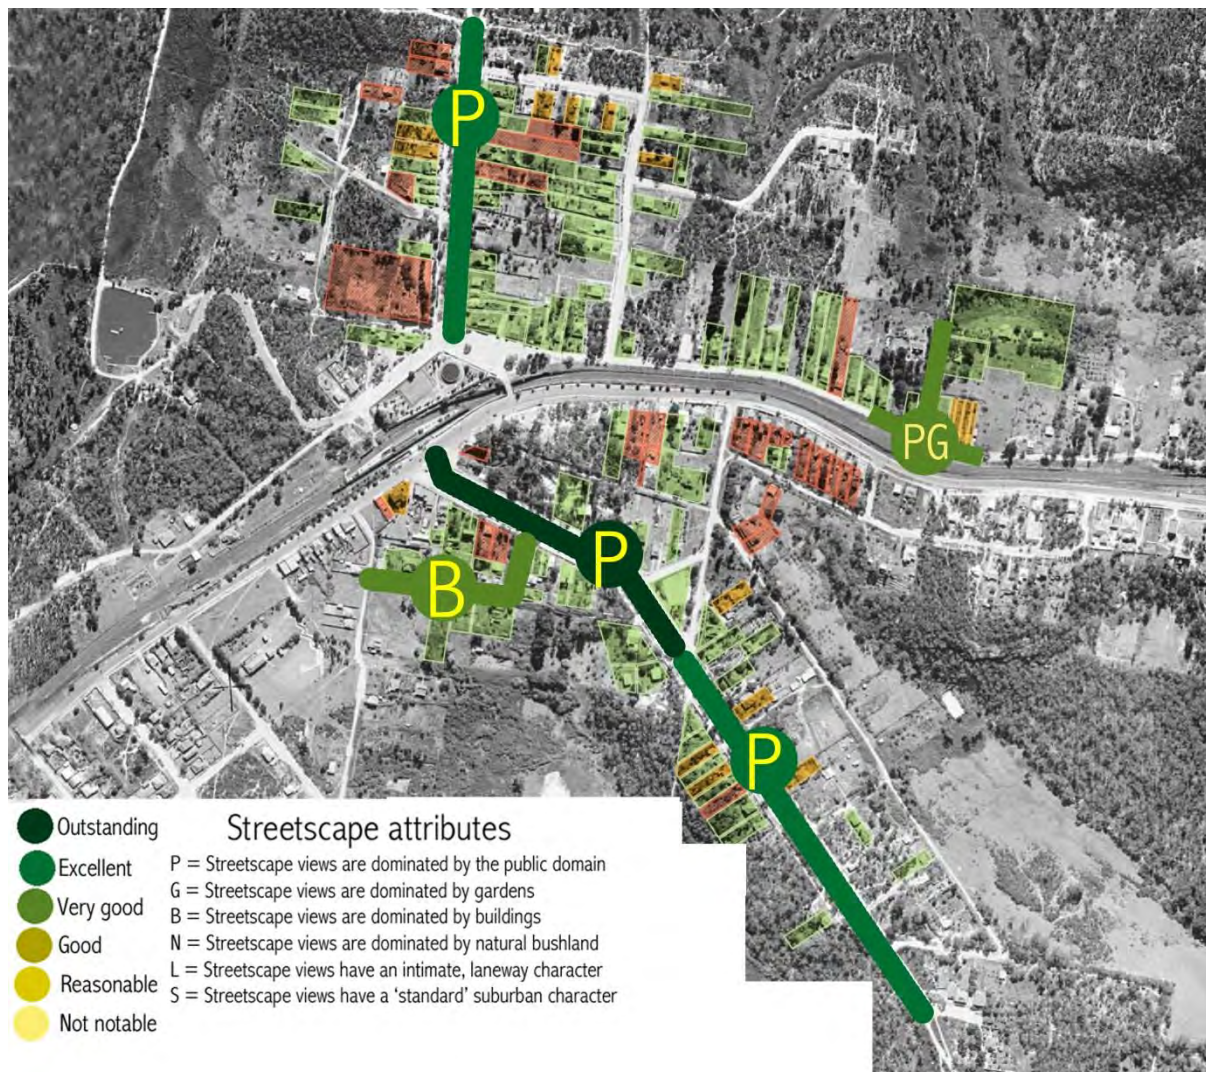 P
PG
P
B
P
Streetscape attributes
Outstanding
Excellent
Very good
Good
Reasonable
Not notable
P = Streetscape views are dominated by the public domain
G = Streetscape views are dominated by gardens
B = Streetscape views are dominated by buildings
N = Streetscape views are dominated by natural bushland
L = Streetscape views have an intimate, laneway character
S = Streetscape views have a ‘standard’ suburban character